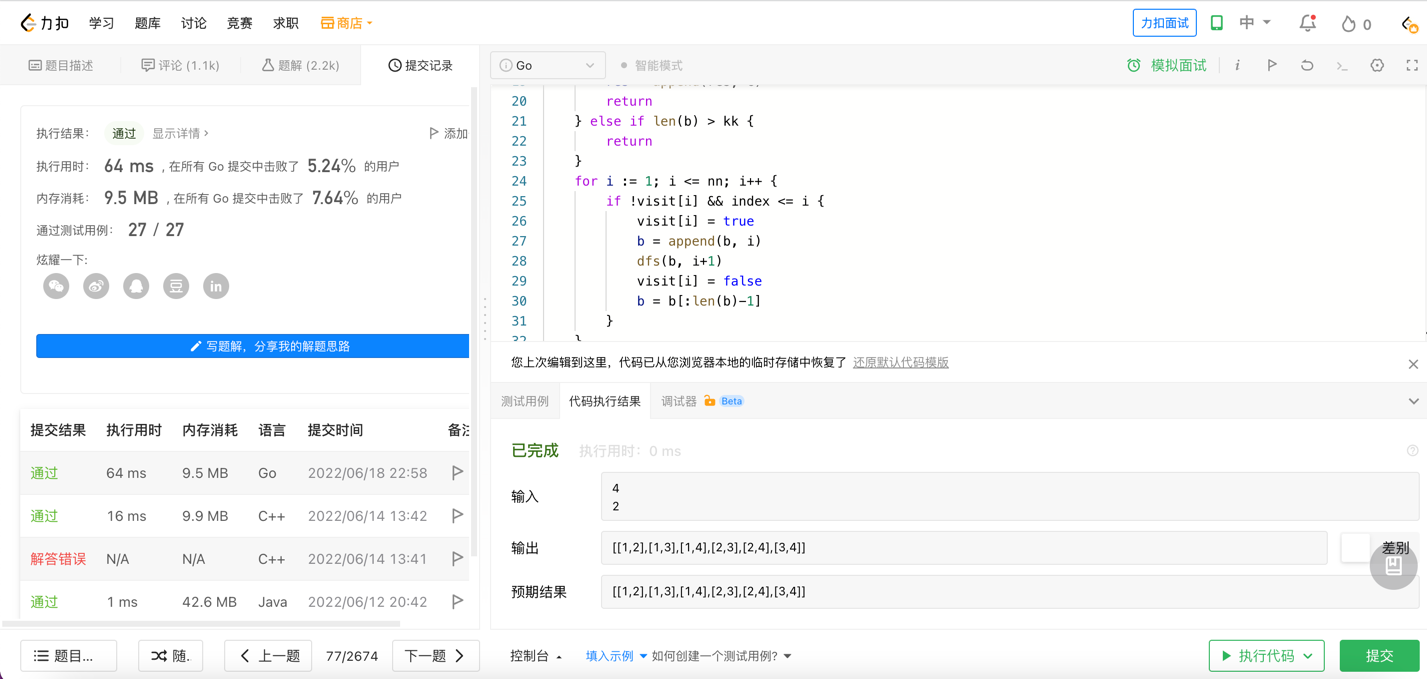 力扣 学习 题库 讨论 竞赛 求职 商店 力扣面试 中 0
题目描述 评论 (1.1k) 题解 (2.2k) 提交记录
执行结果： 通过 显示详情 › 添加
执行用时： 64 ms , 在所有 Go 提交中击败了 5.24% 的用户
内存消耗： 9.5 MB , 在所有 Go 提交中击败了 7.64% 的用户
通过测试用例： 27 / 27
炫耀一下:
豆 in
写题解，分享我的解题思路
提交结果 执行用时 内存消耗 语言 提交时间 备注
通过 64 ms 9.5 MB Go 2022/06/18 22:58
通过 16 ms 9.9 MB C++ 2022/06/14 13:42
解答错误 N/A N/A C++ 2022/06/14 13:41
通过 1 ms 42.6 MB Java 2022/06/12 20:42
题目... 随. 上一题 77/2674 下一题
Go 智能模式 模拟面试 i
20 return
21 } else if len(b) > kk {
22 return
23 }
24 for i := 1; i <= nn; i++ {
25 if !visit[i] && index <= i {
26 visit[i] = true
27 b = append(b, i)
28 dfs(b, i+1)
29 visit[i] = false
30 b = b[:len(b)-1]
31 }
32 }
您上次编辑到这里，代码已从您浏览器本地的临时存储中恢复了 还原默认代码模版
测试用例 代码执行结果 调试器 Beta
已完成 执行用时： 0 ms
输入
4
2
输出 [[1,2],[1,3],[1,4],[2,3],[2,4],[3,4]] 差别
预期结果 [[1,2],[1,3],[1,4],[2,3],[2,4],[3,4]]
控制台 填入示例 如何创建一个测试用例? 执行代码 提交